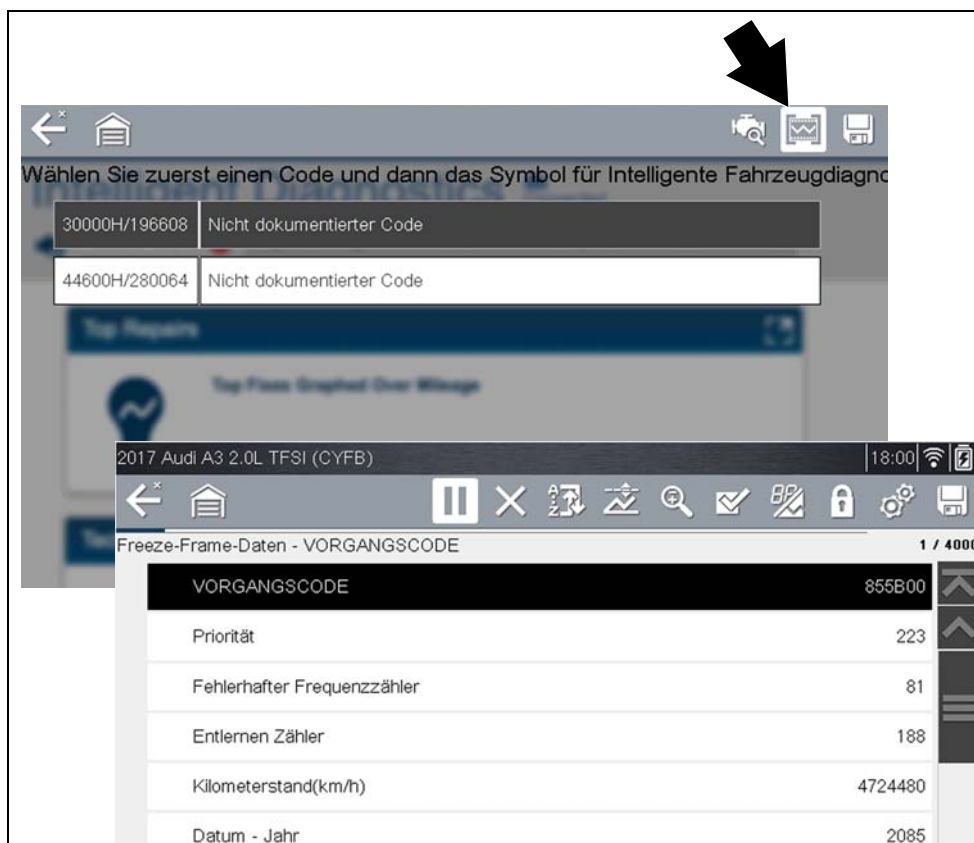 Wählen Sie zuerst einen Code und dann das Symbol für Intelligente Fahrzeugdiagno
Intelligent Diagnostics
30000H/196608 Nicht dokumentierter Code
44600H/280064 Nicht dokumentierter Code
Top Repairs
Top Fixes Graphed Over Mileage
2017 Audi A3 2.0L TFSI (CYFB) 18:00
Freeze-Frame-Daten - VORGANGSCODE 1 / 4000
VORGANGSCODE 855B00
Priorität 223
Fehlerhafter Frequenzzähler 81
Entlernen Zähler 188
Kilometerstand(km/h) 4724480
Datum - Jahr 2085